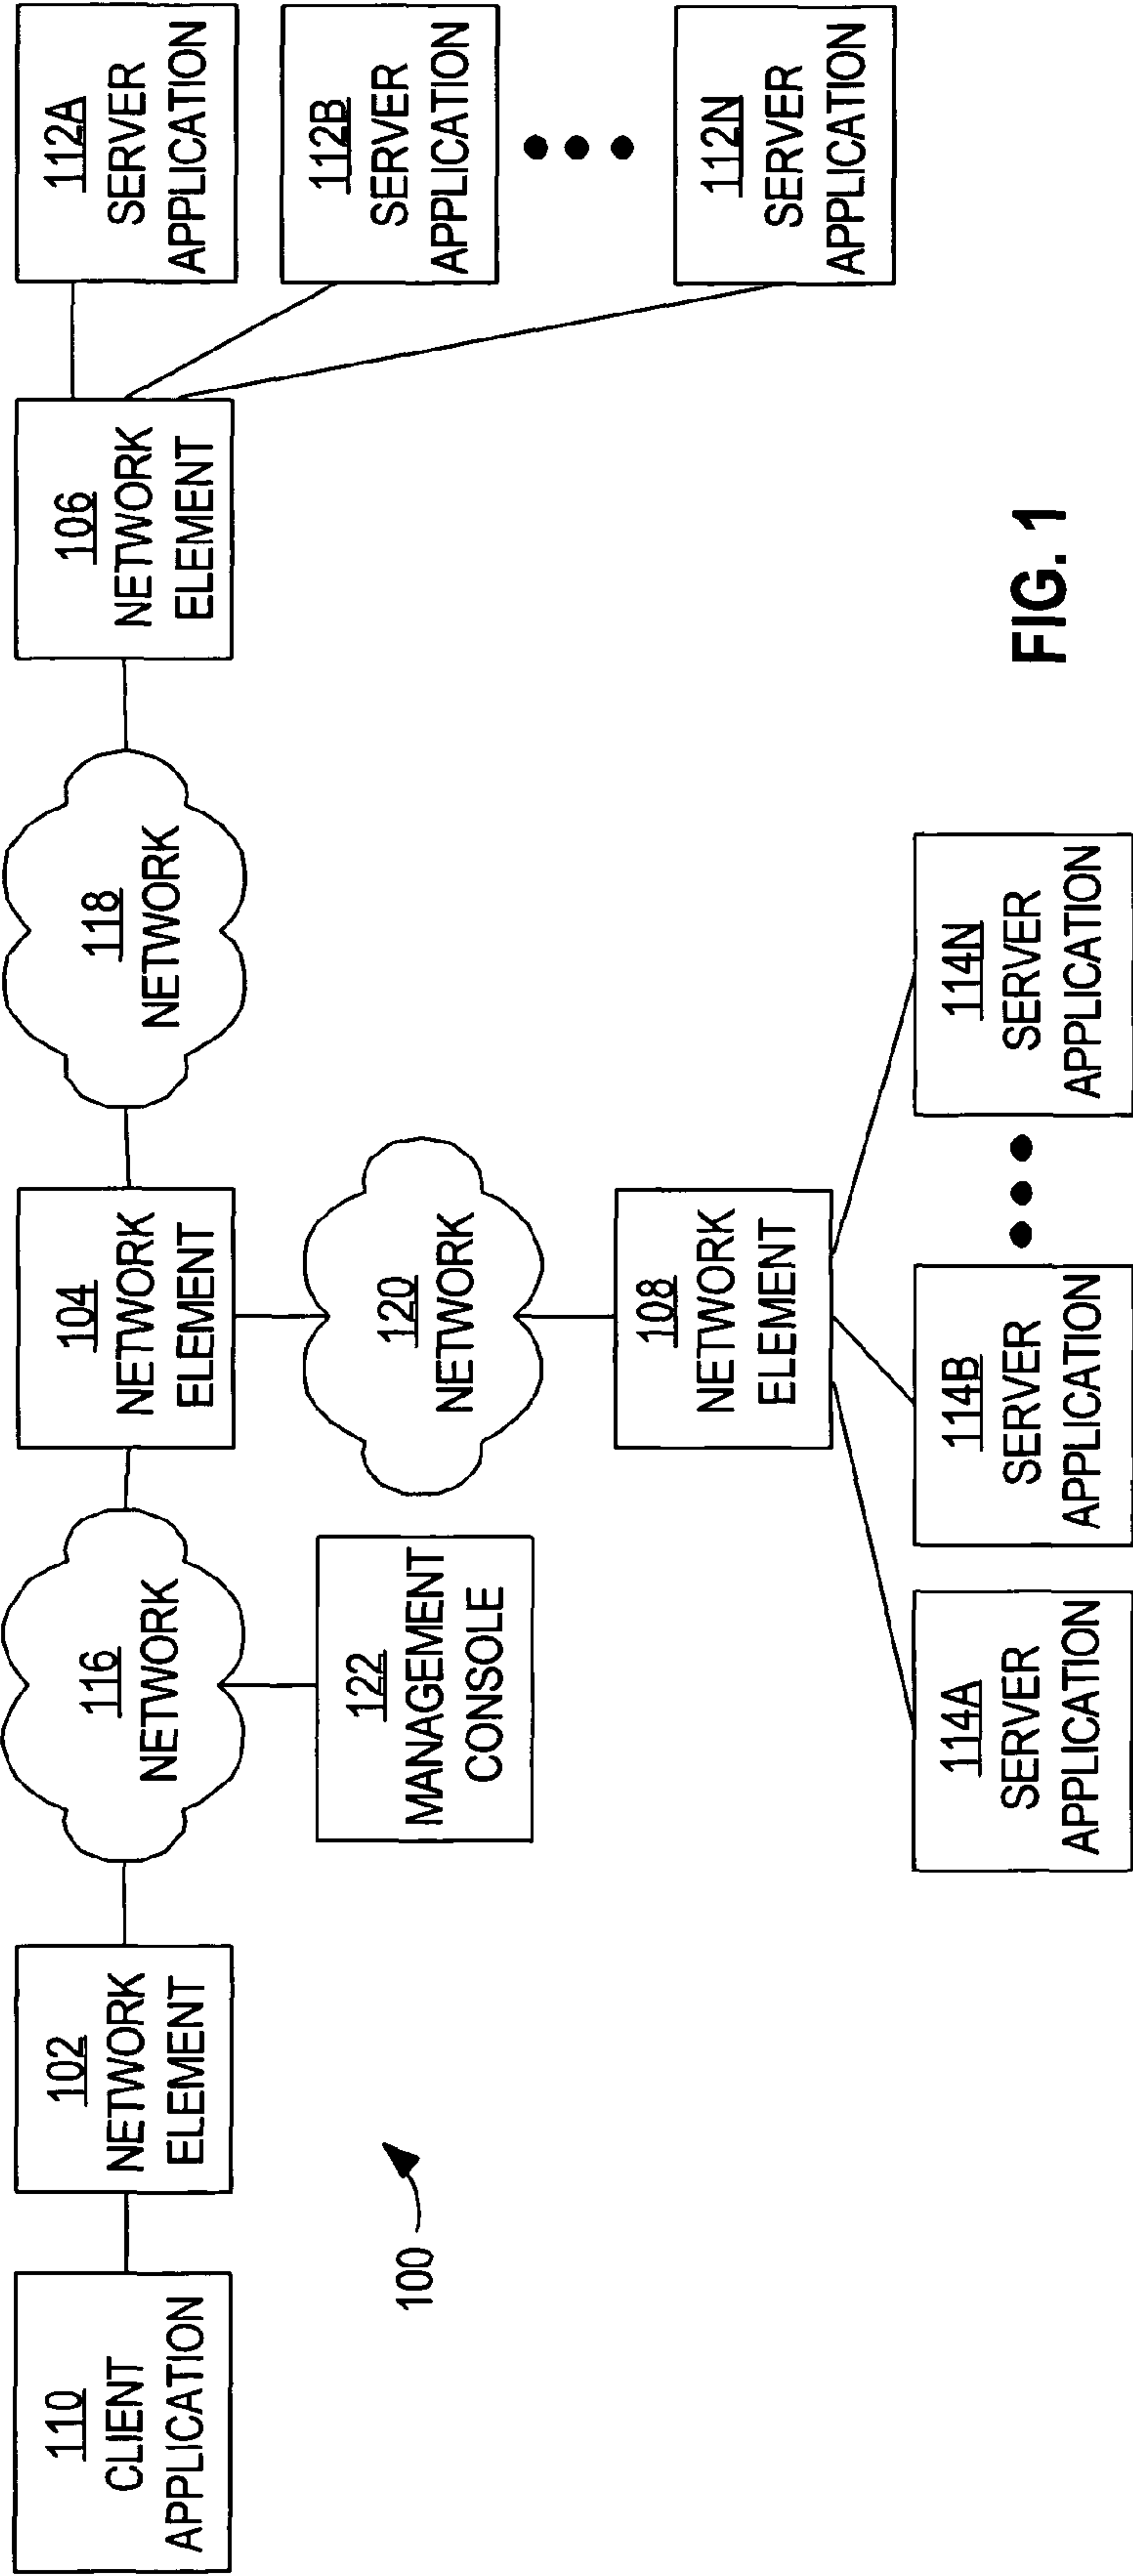 110
CLIENT
APPLICATION
102
NETWORK
ELEMENT
116
NETWORK
104
NETWORK
ELEMENT
118
NETWORK
106
NETWORK
ELEMENT
112A
SERVER
APPLICATION
112B
SERVER
APPLICATION
112N
SERVER
APPLICATION
122
MANAGEMENT
CONSOLE
120
NETWORK
100
108
NETWORK
ELEMENT
114A
SERVER
APPLICATION
114B
SERVER
APPLICATION
114N
SERVER
APPLICATION
FIG. 1